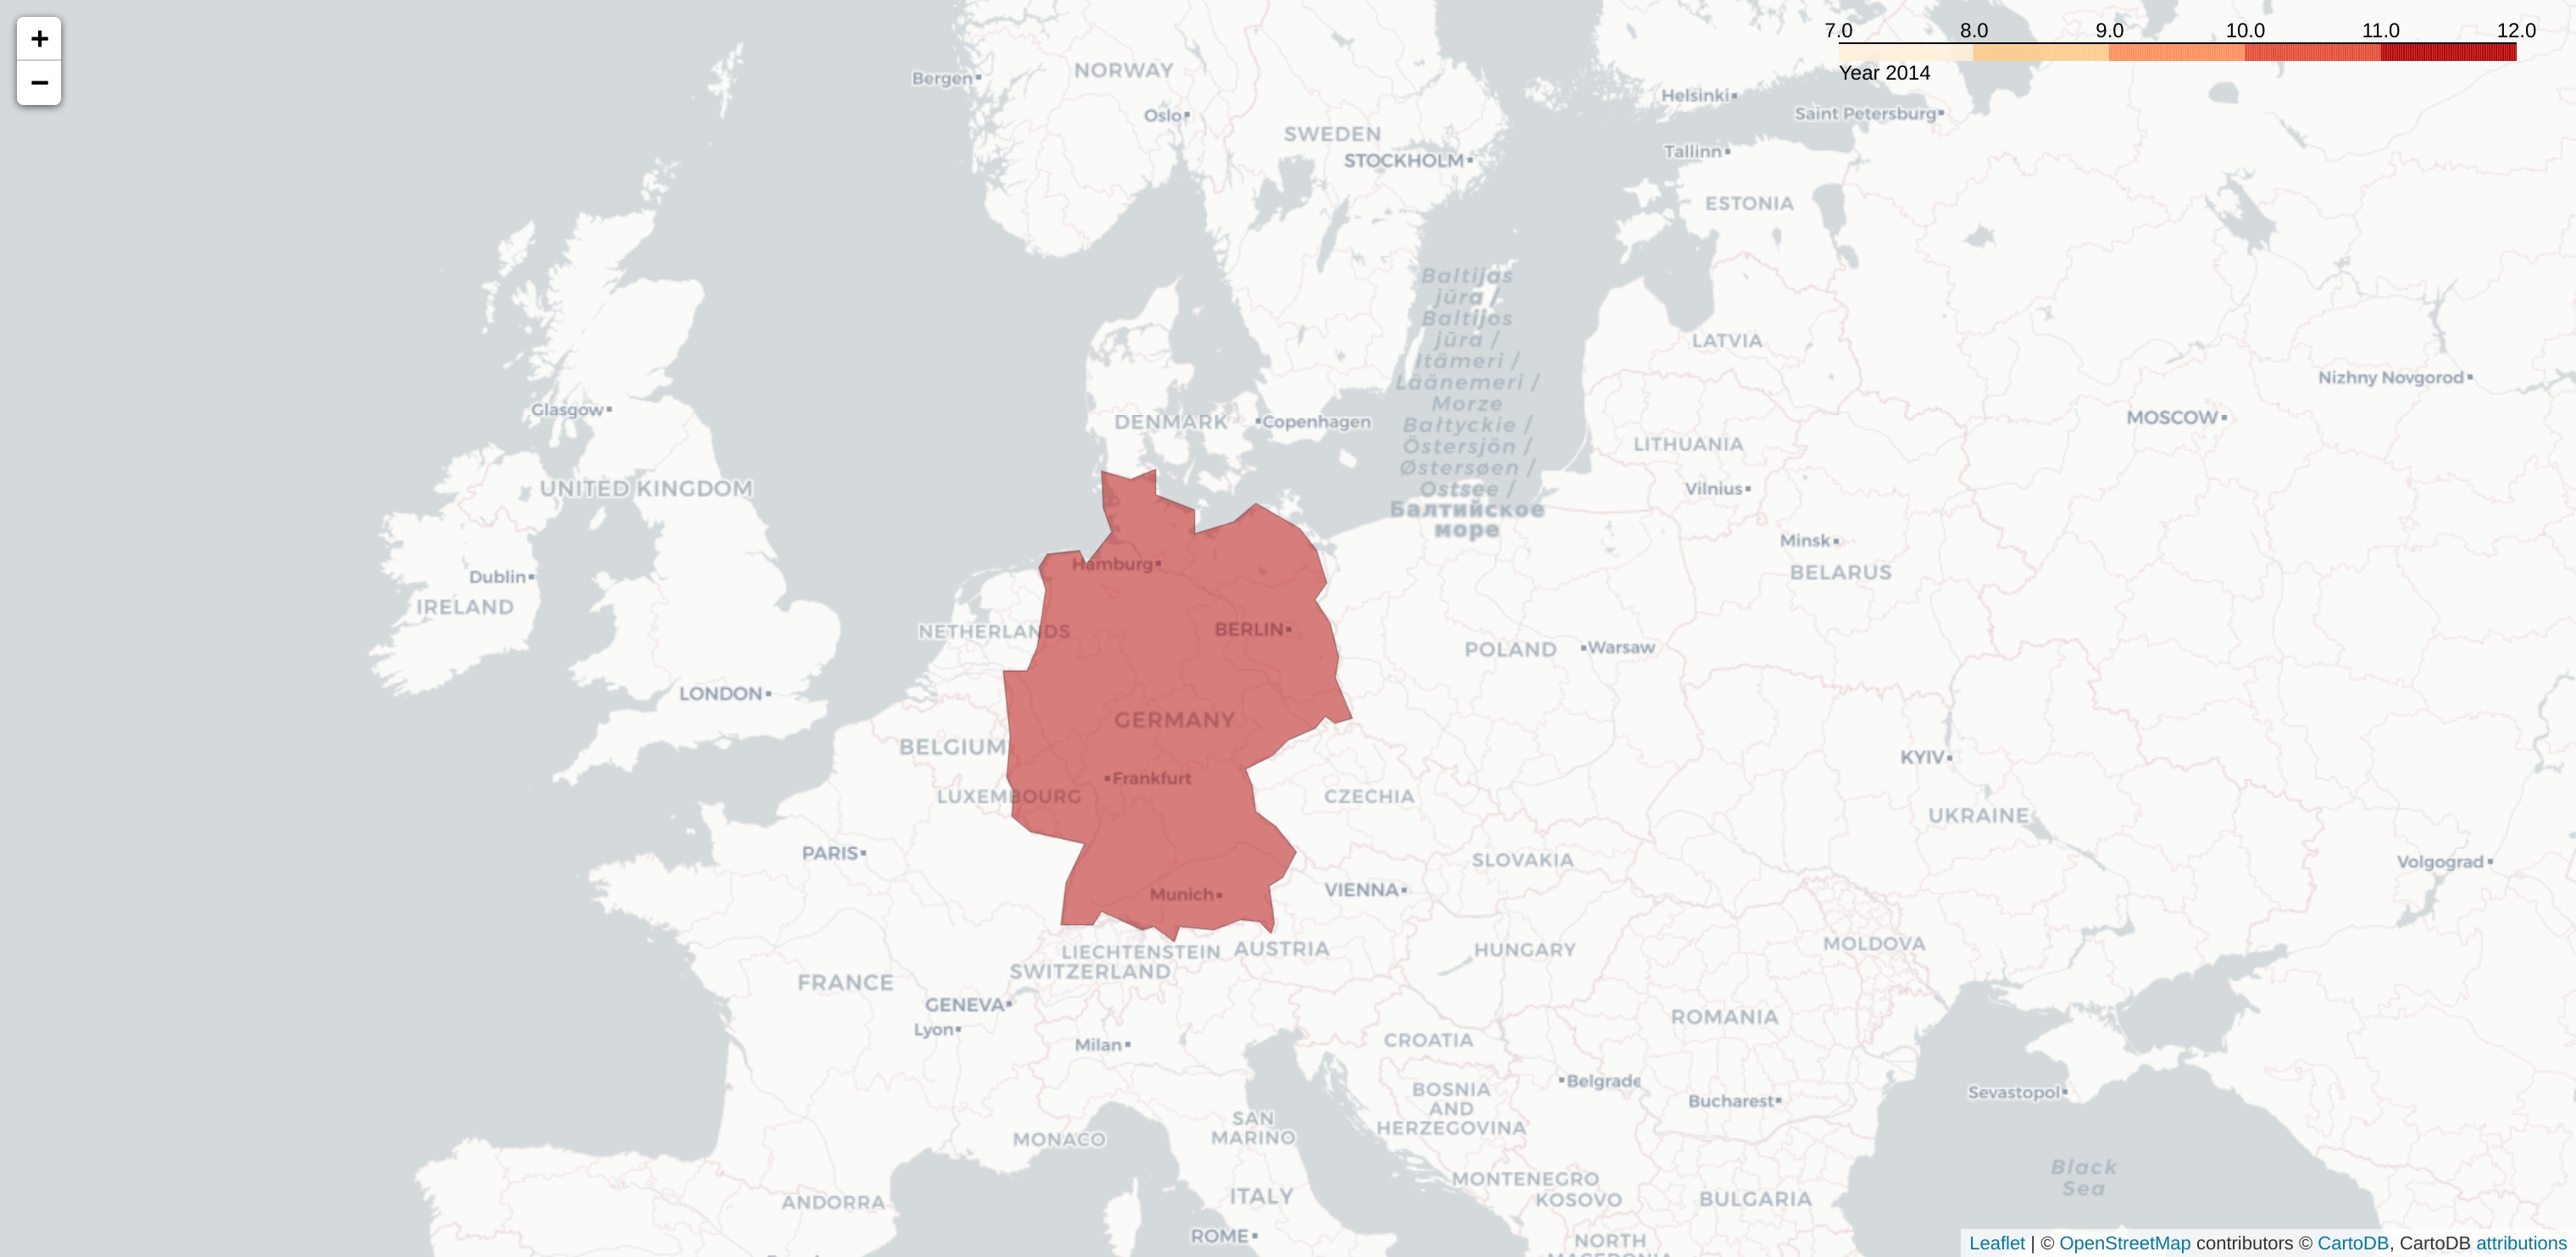 +
−
7.0 8.0 9.0 10.0 11.0 12.0
Year 2014
NORWAY
Bergen
Oslo
SWEDEN
STOCKHOLM
Helsinki
Saint Petersburg
Tallinn
ESTONIA
Baltijas
jūra /
Baltijos
jūra /
Itämeri /
Läänemeri /
Morze
Bałtyckie /
Östersjön /
Østersøen /
Ostsee /
Балтийское
море
LATVIA
Nizhny Novgorod
MOSCOW
Glasgow
DENMARK
Copenhagen
LITHUANIA
UNITED KINGDOM
Vilnius
Minsk
BELARUS
Hamburg
Dublin
IRELAND
NETHERLANDS
BERLIN
POLAND
Warsaw
LONDON
GERMANY
BELGIUM
KYIV
Frankfurt
LUXEMBOURG
CZECHIA
UKRAINE
PARIS
SLOVAKIA
Volgograd
Munich
VIENNA
LIECHTENSTEIN
AUSTRIA
HUNGARY
MOLDOVA
SWITZERLAND
FRANCE
GENEVA
Lyon
ROMANIA
Milan
CROATIA
Belgrade
BOSNIA
AND
HERZEGOVINA
Bucharest
Sevastopol
SAN
MARINO
MONACO
Black
Sea
MONTENEGRO
ITALY
KOSOVO
BULGARIA
ANDORRA
ROME
NORTH
MACEDONIA
Leaflet | © OpenStreetMap contributors © CartoDB, CartoDB attributions